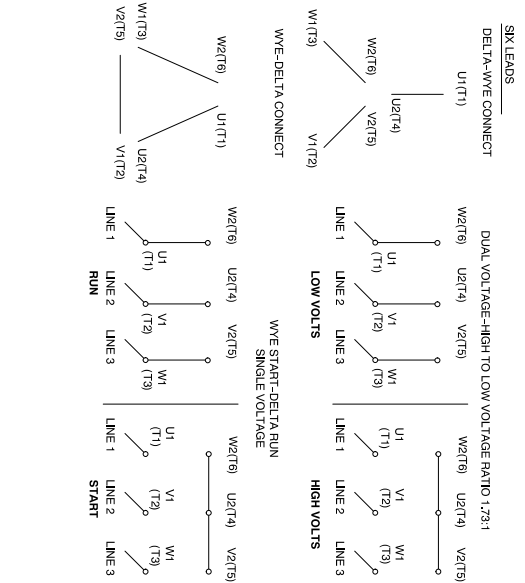 SIX LEADS
DELTA-WYE CONNECT
U1(T1)
U2(T4)
W2(T6)
V2(T5)
W1(T3)
V1(T2)
DUAL VOLTAGE-HIGH TO LOW VOLTAGE RATIO 1.73:1
W2(T6) U2(T4) V2(T5)
U1 (T1)
V1 (T2)
W1 (T3)
LINE 1 LINE 2 LINE 3
LOW VOLTS
W2(T6) U2(T4) V2(T5)
U1 (T1)
V1 (T2)
W1 (T3)
LINE 1 LINE 2 LINE 3
HIGH VOLTS
WYE-DELTA CONNECT
W2(T6)
U1(T1)
W1(T3)
V2(T5)
U2(T4)
V1(T2)
WYE START-DELTA RUN
SINGLE VOLTAGE
W2(T6) U2(T4) V2(T5)
U1 (T1)
V1 (T2)
W1 (T3)
LINE 1 LINE 2 LINE 3
RUN
W2(T6) U2(T4) V2(T5)
U1 (T1)
V1 (T2)
W1 (T3)
LINE 1 LINE 2 LINE 3
START